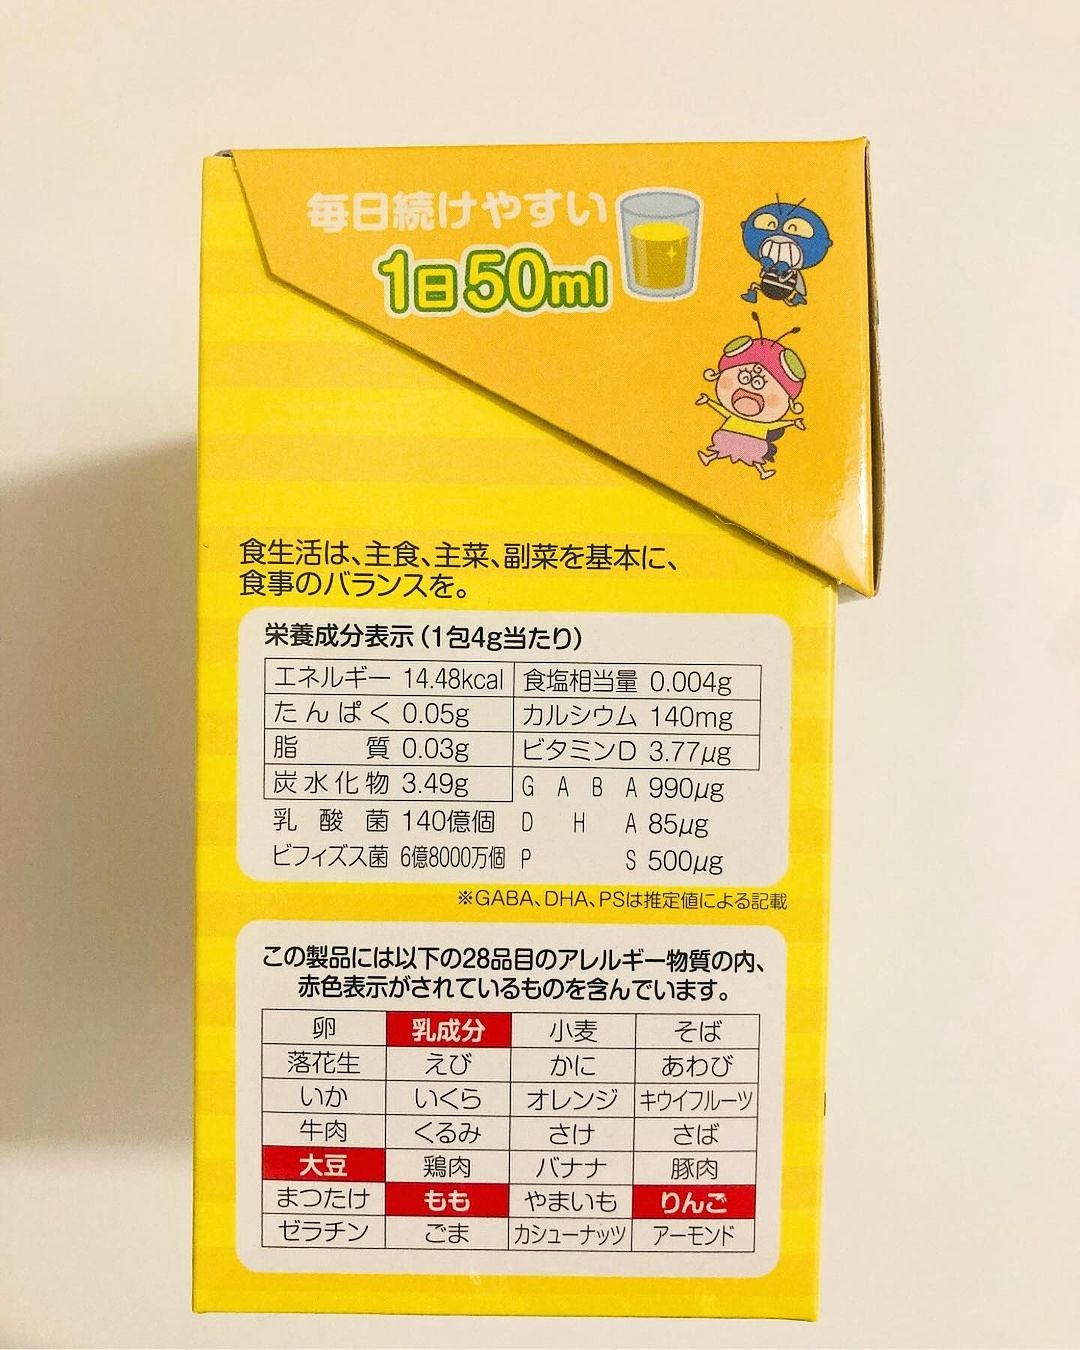 毎日続けやすい
1日50ml
食生活は、主食、主菜、副菜を基本に、
食事のバランスを。
栄養成分表示（1包4g当たり）
エネルギー 14.48kcal 食塩相当量 0.004g
たんぱく 0.05g カルシウム 140mg
脂質 0.03g ビタミンD 3.77μg
炭水化物 3.49g GABA 990μg
乳酸菌 140億個 DHA 85μg
ビフィズス菌 6億8000万個 PS 500μg
※GABA、DHA、PSは推定値による記載
この製品には以下の28品目のアレルギー物質の内、
赤色表示がされているものを含んでいます。
卵 乳成分 小麦 そば
落花生 えび かに あわび
いか いくら オレンジ キウイフルーツ
牛肉 くるみ さけ さば
大豆 鶏肉 バナナ 豚肉
まつたけ もも やまいも りんご
ゼラチン ごま カシューナッツ アーモンド